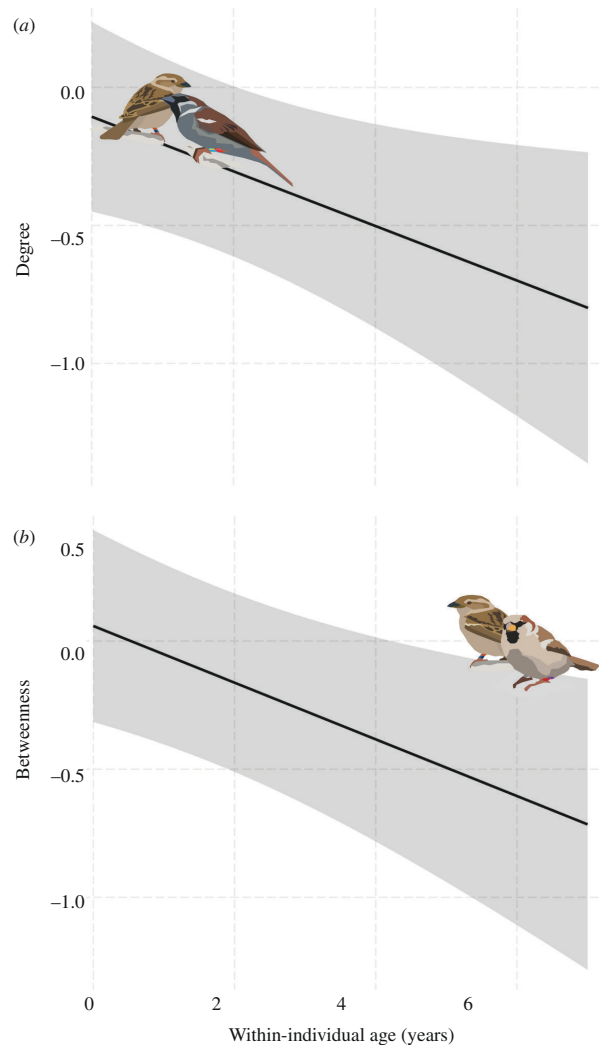 (a)
0.0
–0.5
–1.0
Degree
(b)
0.5
0.0
–0.5
–1.0
Betweenness
0 2 4 6
Within-individual age (years)